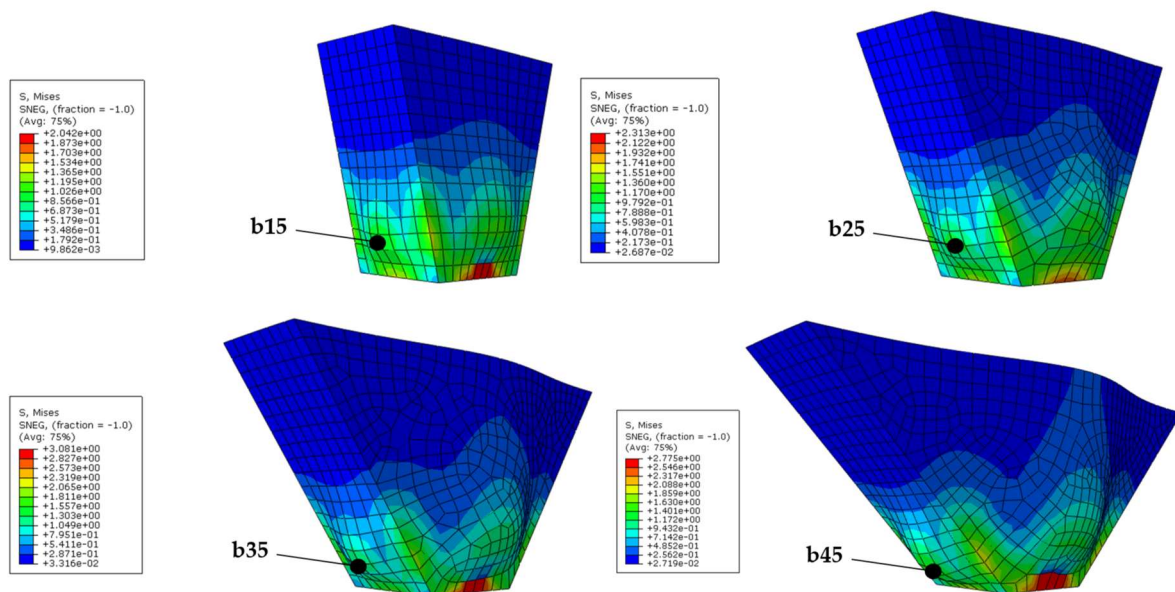 S, Mises
SNEG, (fraction = -1.0)
(Avg: 75%)
+2.042e+00
+1.873e+00
+1.703e+00
+1.534e+00
+1.365e+00
+1.195e+00
+1.026e+00
+8.566e-01
+6.873e-01
+5.179e-01
+3.486e-01
+1.792e-01
+9.862e-03
b15
S, Mises
SNEG, (fraction = -1.0)
(Avg: 75%)
+2.313e+00
+2.122e+00
+1.932e+00
+1.741e+00
+1.551e+00
+1.360e+00
+1.170e+00
+9.792e-01
+7.888e-01
+5.983e-01
+4.078e-01
+2.173e-01
+2.687e-02
b25
S, Mises
SNEG, (fraction = -1.0)
(Avg: 75%)
+3.081e+00
+2.827e+00
+2.573e+00
+2.319e+00
+2.065e+00
+1.811e+00
+1.557e+00
+1.303e+00
+1.049e+00
+7.951e-01
+5.411e-01
+2.871e-01
+3.316e-02
b35
S, Mises
SNEG, (fraction = -1.0)
(Avg: 75%)
+2.775e+00
+2.546e+00
+2.317e+00
+2.088e+00
+1.859e+00
+1.630e+00
+1.401e+00
+1.172e+00
+9.432e-01
+7.142e-01
+4.852e-01
+2.562e-01
+2.719e-02
b45